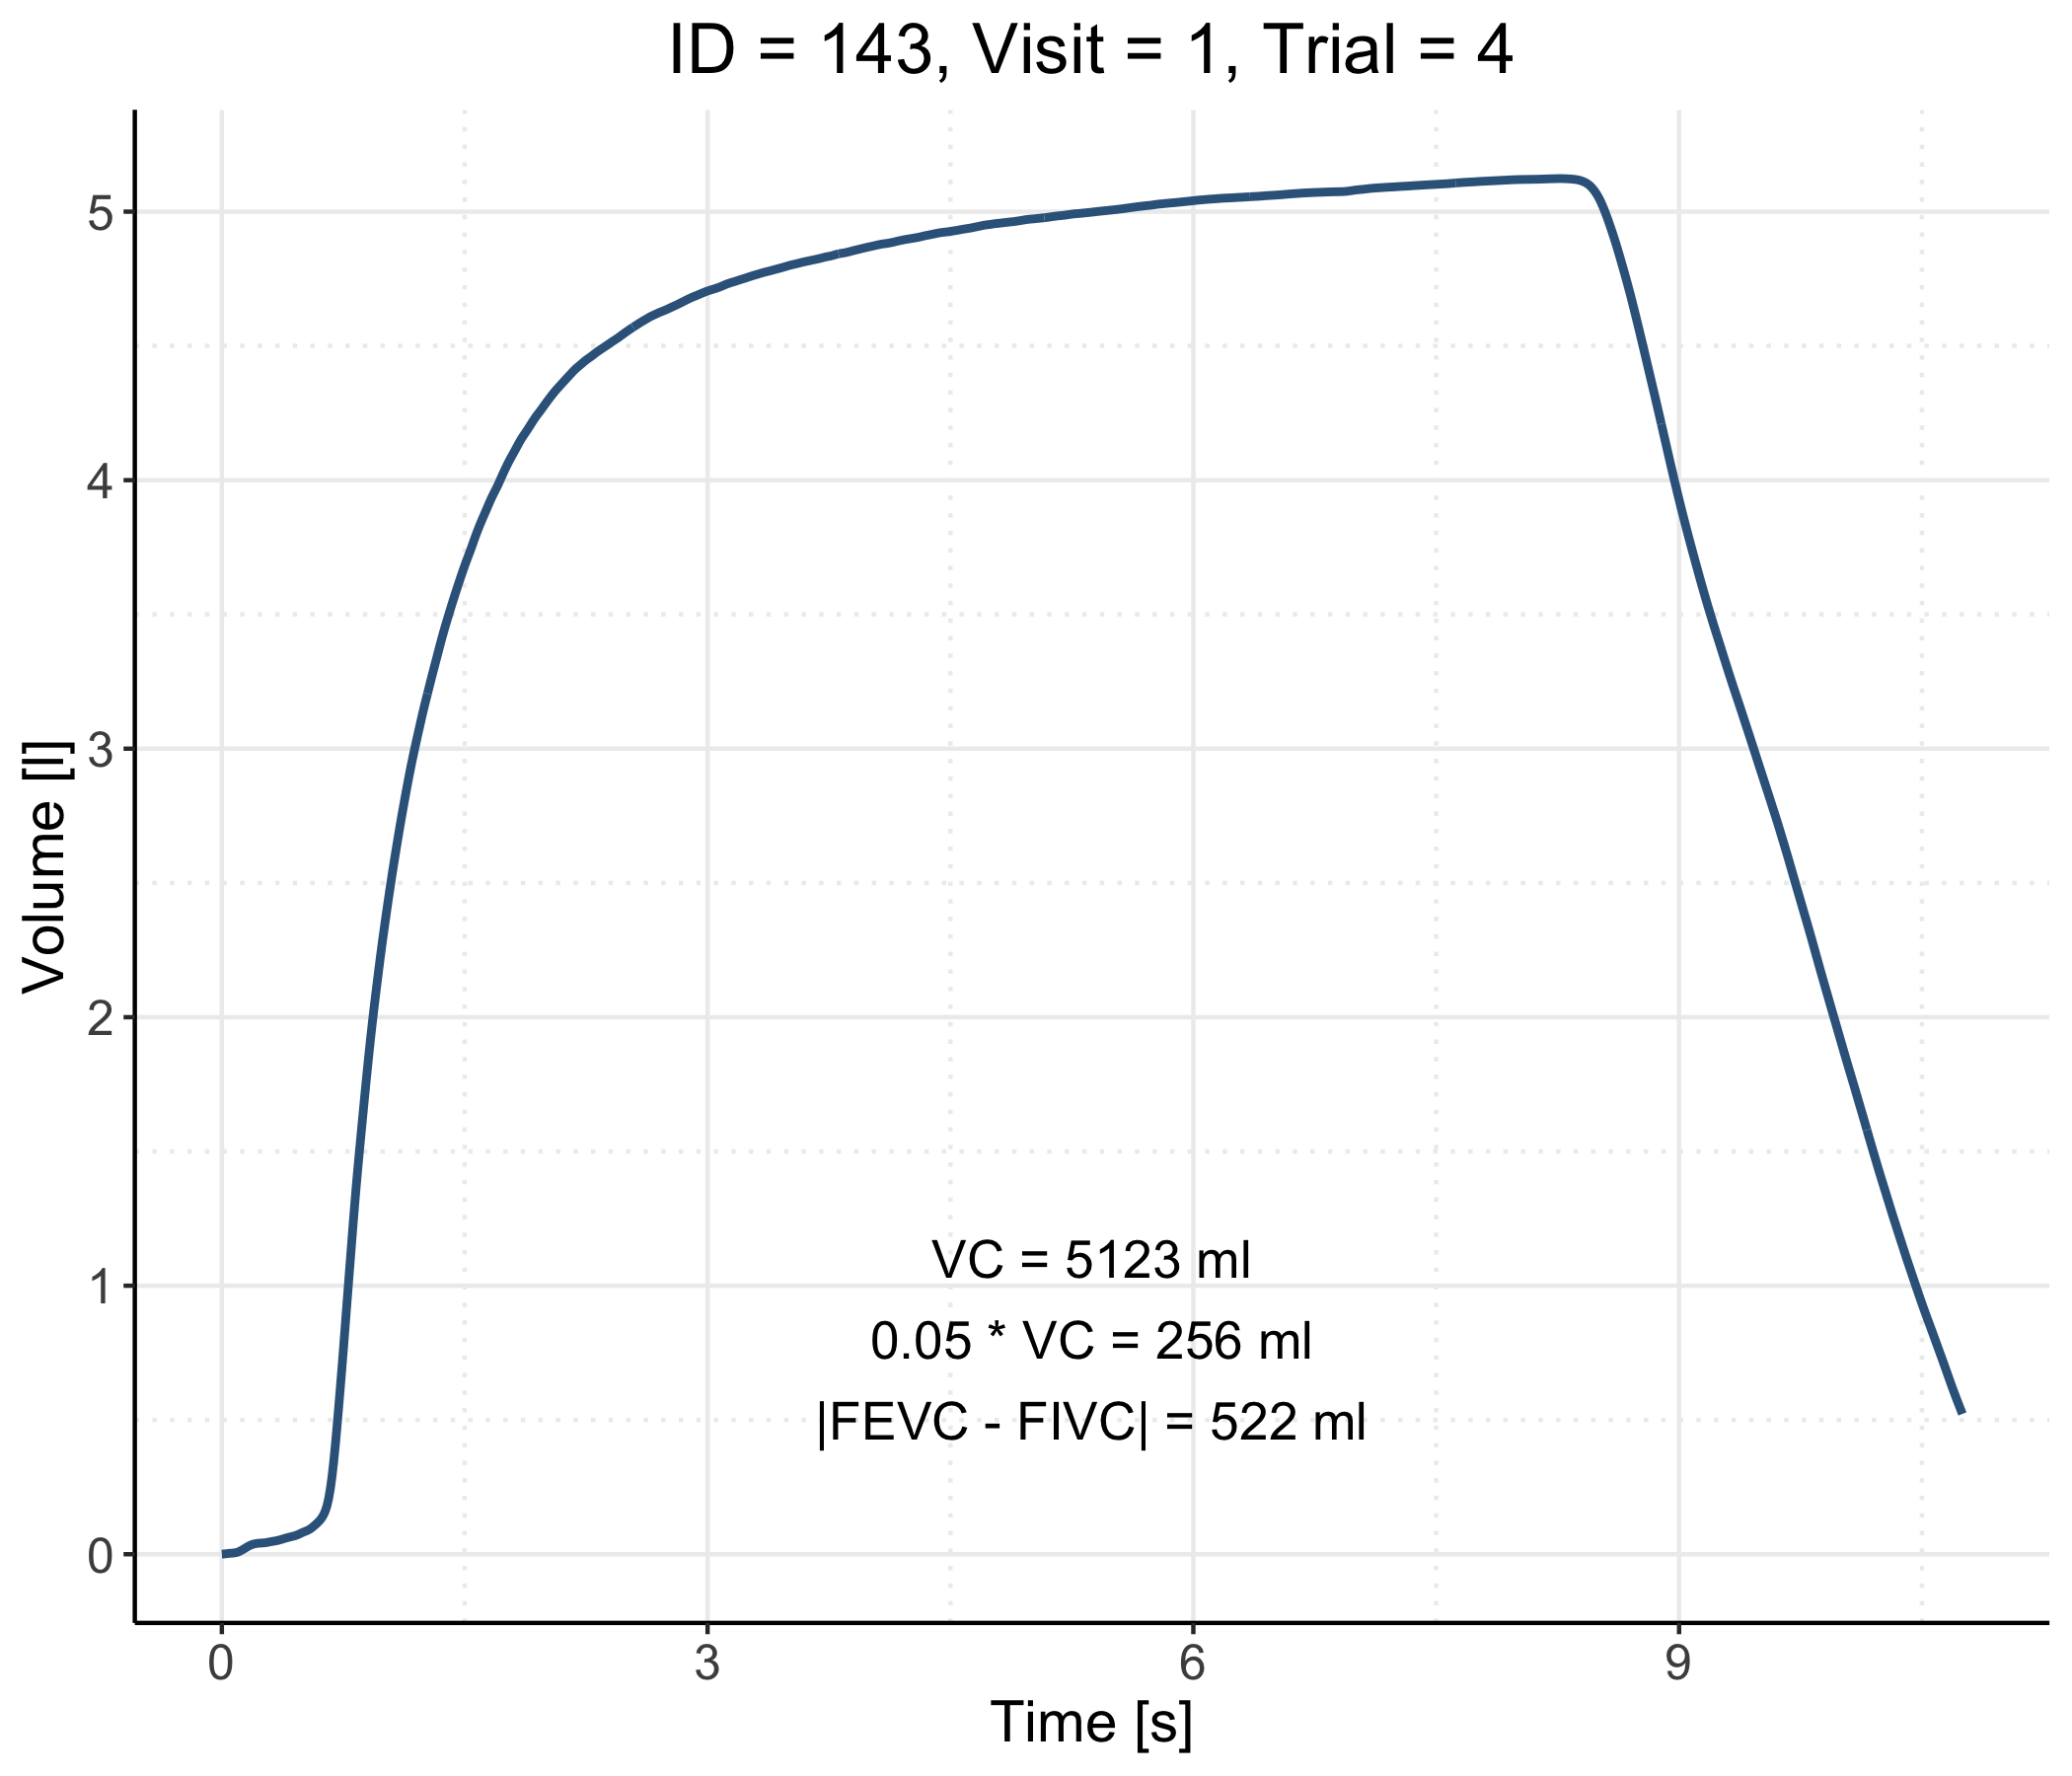 ID = 143, Visit = 1, Trial = 4
Volume [l]
5
4
3
2
1
0
VC = 5123 ml
0.05 * VC = 256 ml
|FEVC - FIVC| = 522 ml
0 3 6 9
Time [s]